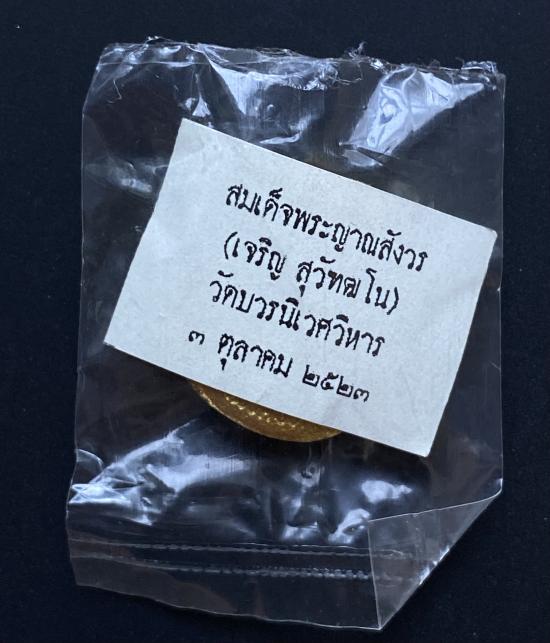 สมเด็จพระญาณสังวร
(เจริญ สุวัฑฒโน)
วัดบวรนิเวศวิหาร
๓ ตุลาคม ๒๕๒๓